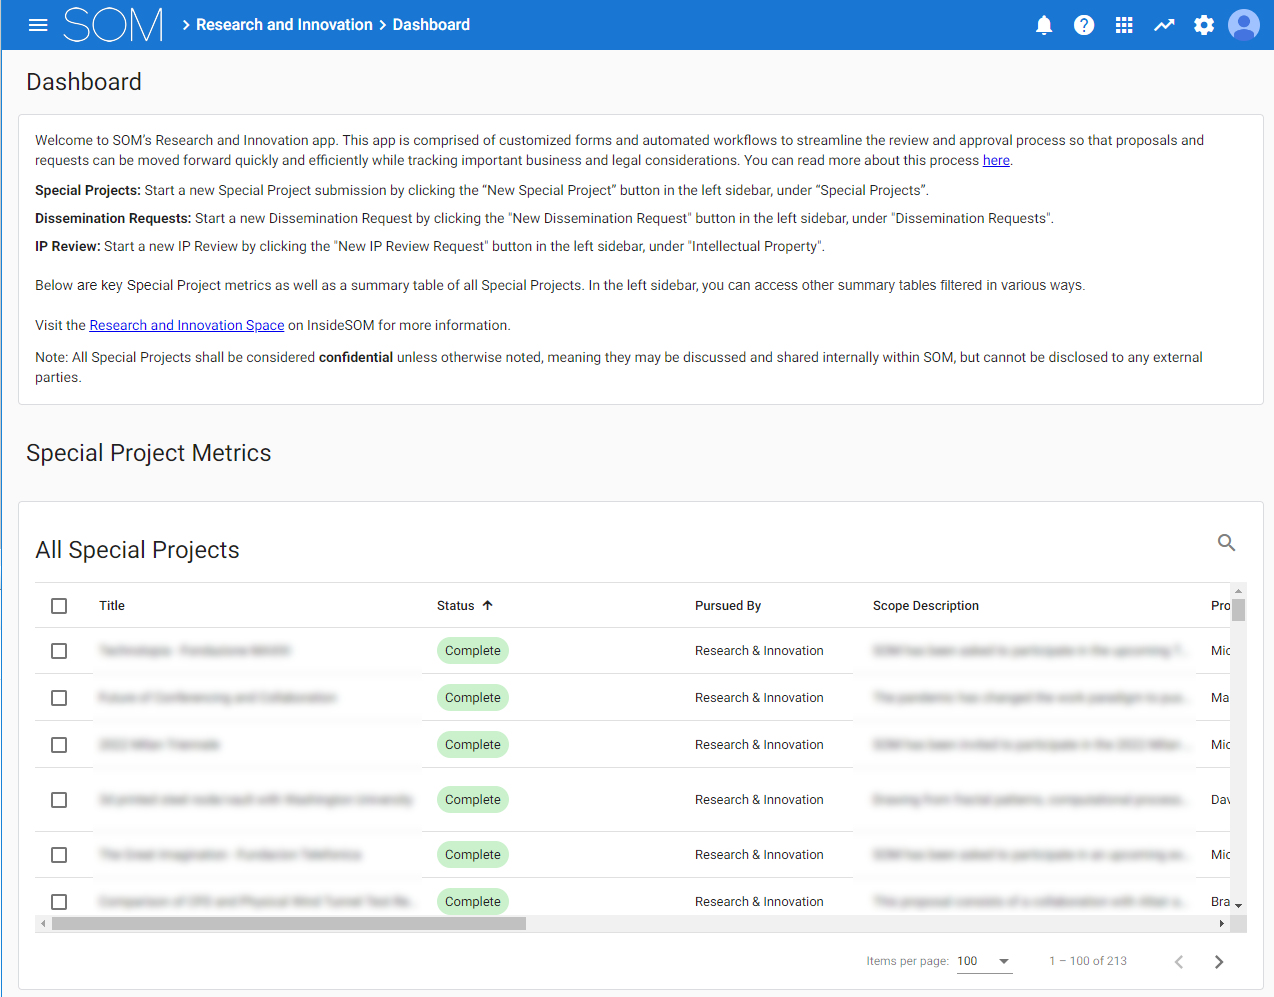 SOM > Research and Innovation > Dashboard
Dashboard
Welcome to SOM's Research and Innovation app. This app is comprised of customized forms and automated workflows to streamline the review and approval process so that proposals and
requests can be moved forward quickly and efficiently while tracking important business and legal considerations. You can read more about this process here.
Special Projects: Start a new Special Project submission by clicking the “New Special Project” button in the left sidebar, under “Special Projects”.
Dissemination Requests: Start a new Dissemination Request by clicking the "New Dissemination Request" button in the left sidebar, under "Dissemination Requests".
IP Review: Start a new IP Review by clicking the "New IP Review Request" button in the left sidebar, under "Intellectual Property".
Below are key Special Project metrics as well as a summary table of all Special Projects. In the left sidebar, you can access other summary tables filtered in various ways.
Visit the Research and Innovation Space on InsideSOM for more information.
Note: All Special Projects shall be considered confidential unless otherwise noted, meaning they may be discussed and shared internally within SOM, but cannot be disclosed to any external
parties.
Special Project Metrics
All Special Projects
Title Status Pursued By Scope Description Pro
Complete Research & Innovation Mic
Complete Research & Innovation Ma
Complete Research & Innovation Mic
Complete Research & Innovation Dav
Complete Research & Innovation Mic
Complete Research & Innovation Bra
Items per page: 100 1 – 100 of 213